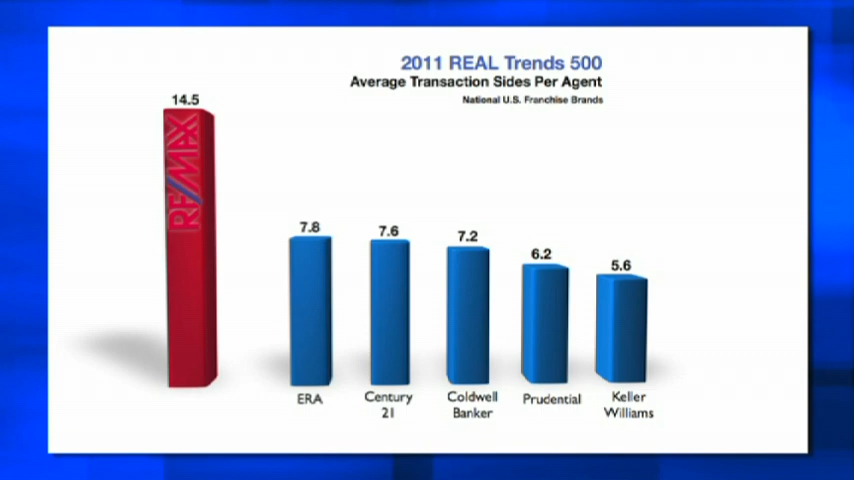 2011 REAL Trends 500
Average Transaction Sides Per Agent
National U.S. Franchise Brands
14.5
RE/MAX
7.8
7.6
7.2
6.2
5.6
ERA
Century
21
Coldwell
Banker
Prudential
Keller
Williams